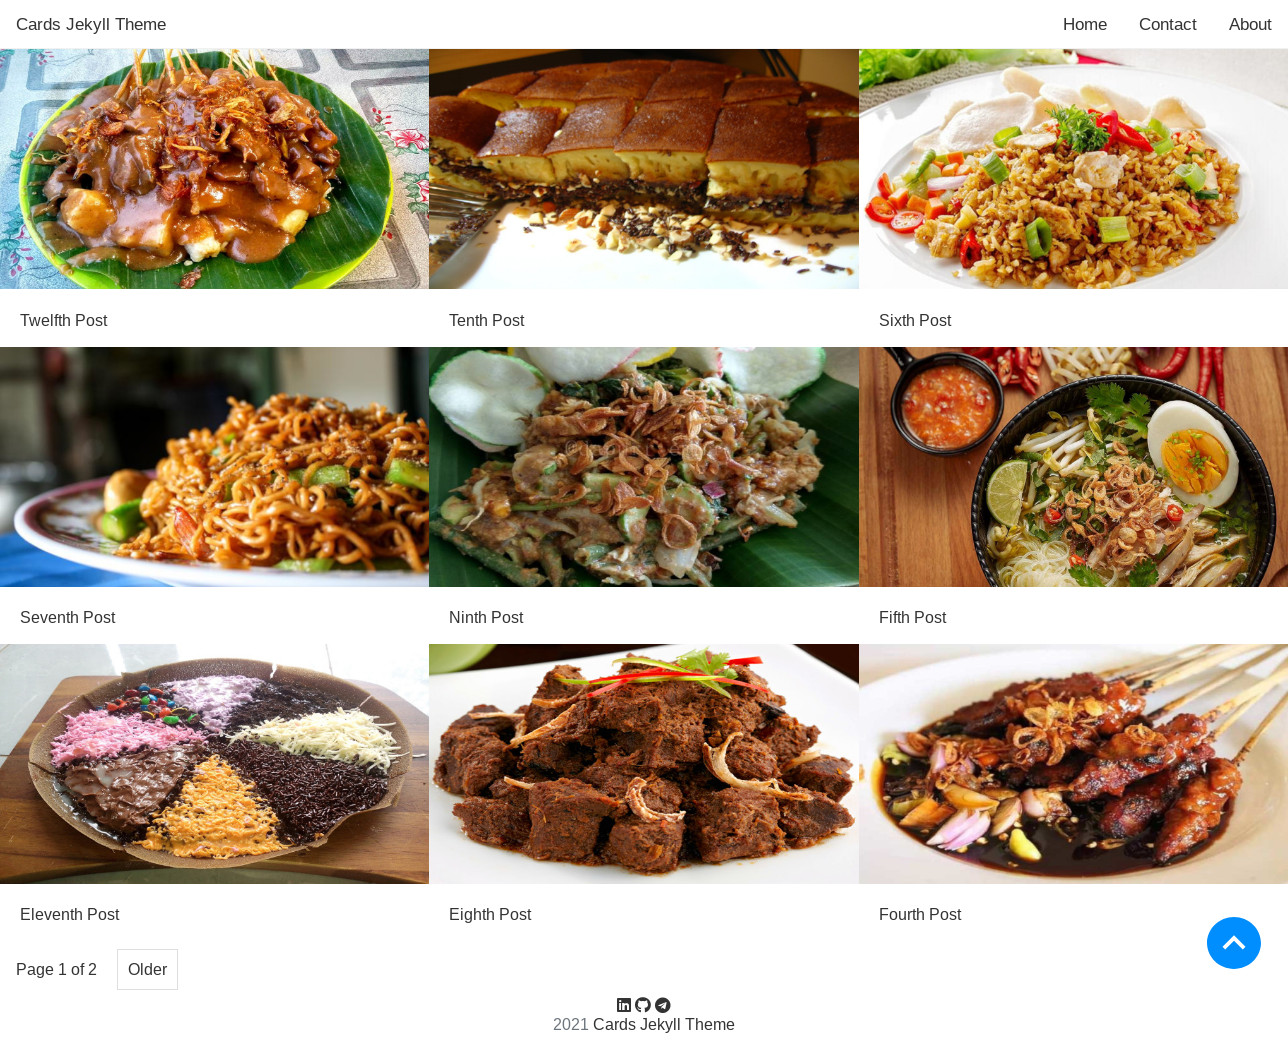 Cards Jekyll Theme
Home Contact About
Twelfth Post
Tenth Post
Sixth Post
Seventh Post
Ninth Post
Fifth Post
Eleventh Post
Eighth Post
Fourth Post
Page 1 of 2 Older
2021 Cards Jekyll Theme